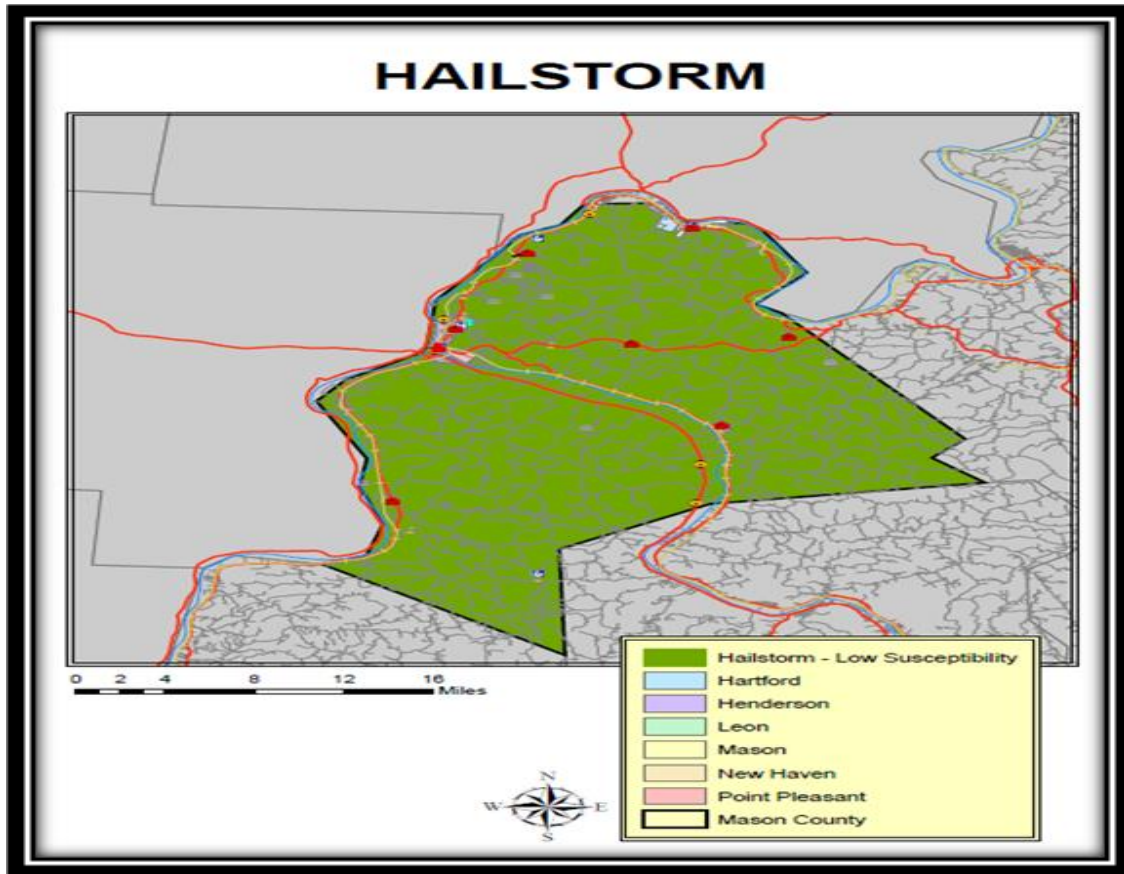 HAILSTORM
0 2 4 8 12 16
Miles
Hailstorm - Low Susceptibility
Hartford
Henderson
Leon
Mason
New Haven
Point Pleasant
Mason County
N
W E
S